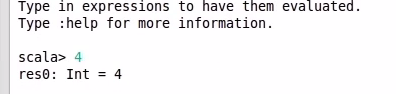 Type in expressions to have them evaluated.
Type :help for more information.
scala> 4
res0: Int = 4